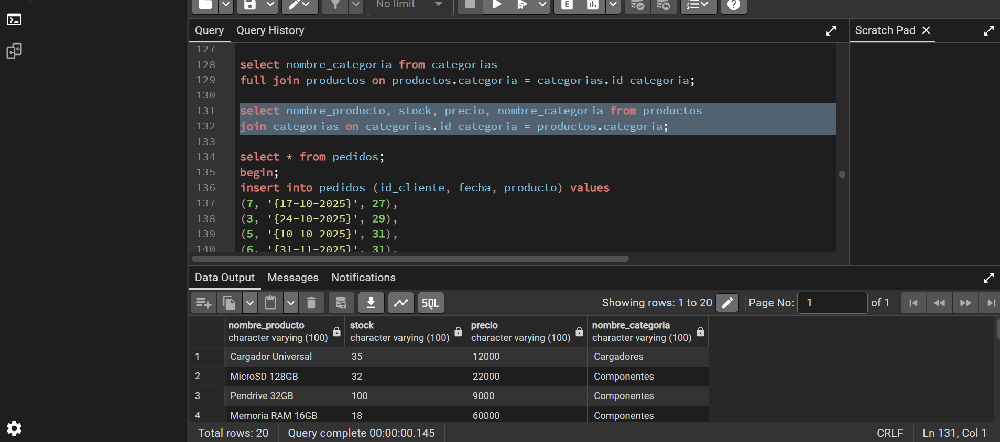 No limit
E
Query Query History
Scratch Pad
127
128 select nombre_categoria from categorias
129 full join productos on productos.categoria = categorias.id_categoria;
130
131 select nombre_producto, stock, precio, nombre_categoria from productos
132 join categorias on categorias.id_categoria = productos.categoria;
133
134 select * from pedidos;
135 begin;
136 insert into pedidos (id_cliente, fecha, producto) values
137 (7, '{17-10-2025}', 27),
138 (3, '{24-10-2025}', 29),
139 (5, '{10-10-2025}', 31),
140 (6, '{31-11-2025}', 31),
Data Output Messages Notifications
SQL Showing rows: 1 to 20 Page No: 1 of 1
nombre_producto stock precio nombre_categoria
character varying (100) character varying (100) character varying (100) character varying (100)
1 Cargador Universal 35 12000 Cargadores
2 MicroSD 128GB 32 22000 Componentes
3 Pendrive 32GB 100 9000 Componentes
4 Memoria RAM 16GB 18 60000 Componentes
Total rows: 20 Query complete 00:00:00.145 CRLF Ln 131, Col 1